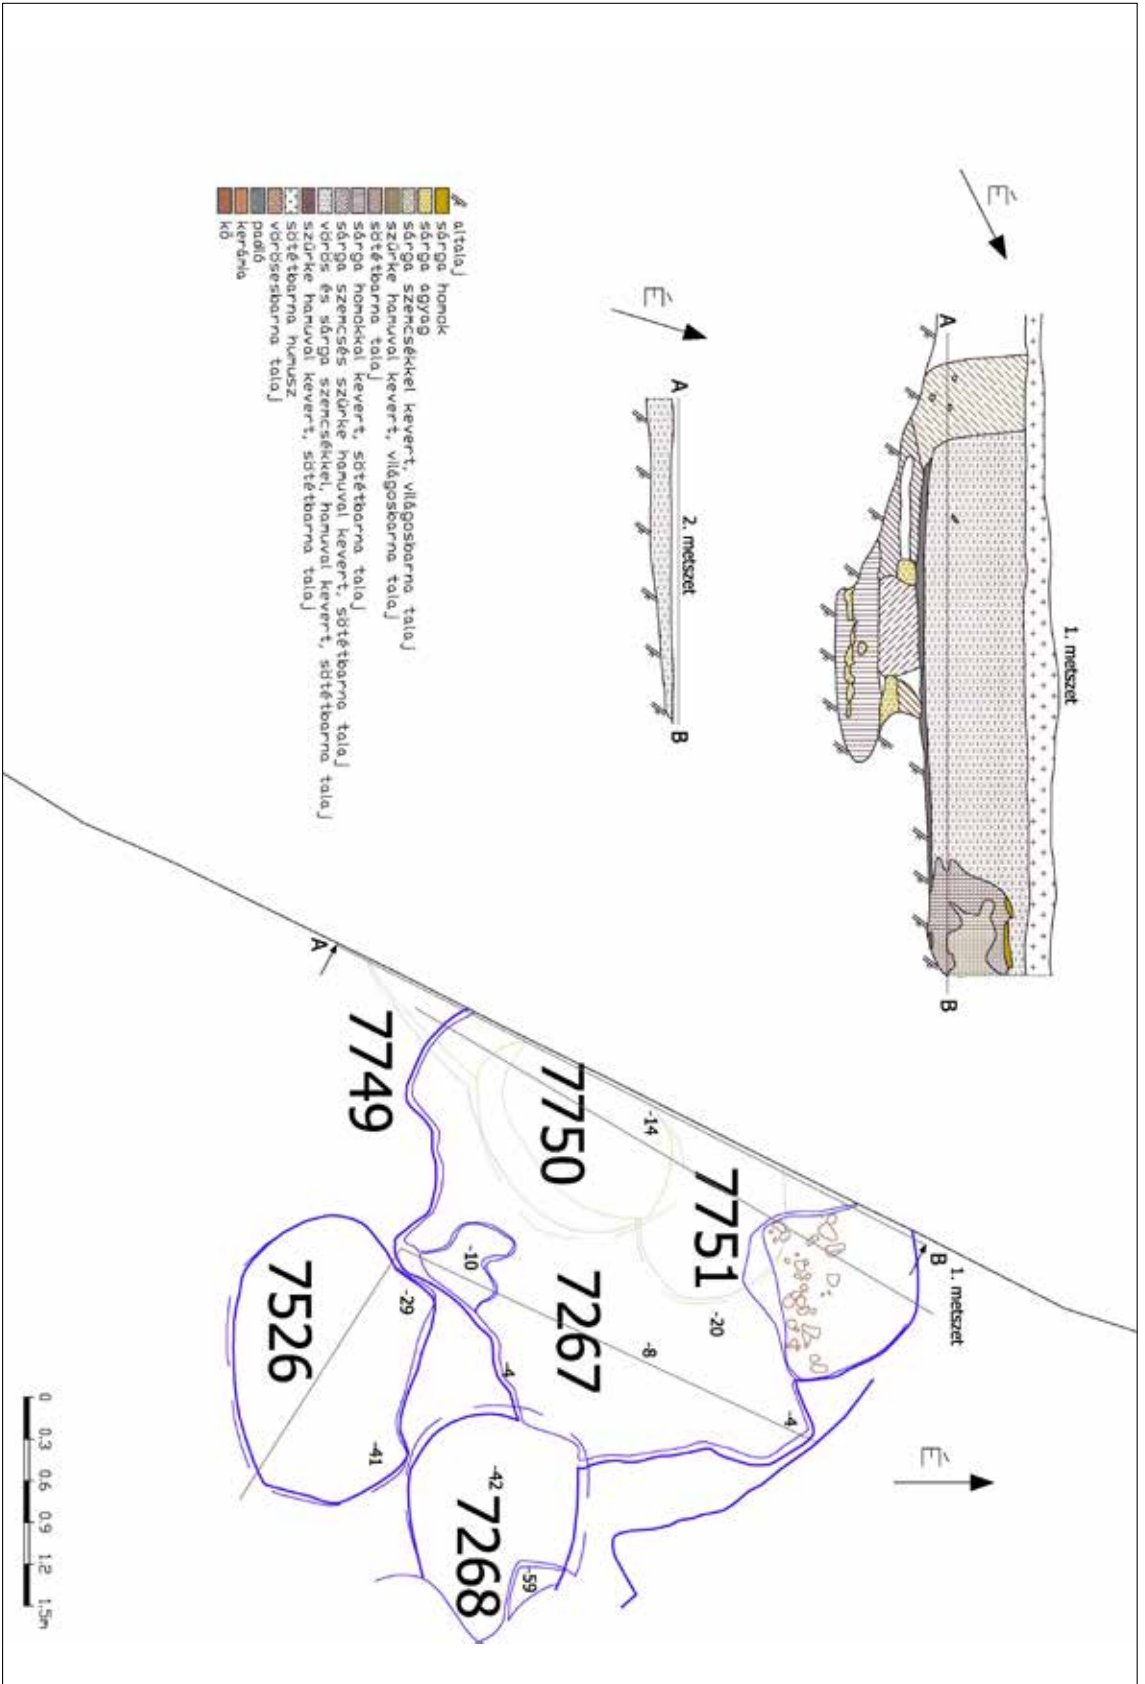 1. metszet
É
A
B
É
A
2. metszet
B
altalaj
sárga homok
sárga agyag
sárga szemcsékkel kevert, világosbarna talaj
szürke hamuval kevert, világosbarna talaj
sötétbarna talaj
sárga homokkal kevert, sötétbarna talaj
sárga szemcsés szürke hamuval kevert, sötétbarna talaj
vörös és sárga szemcsékkel, hamuval kevert, sötétbarna talaj
szürke hamuval kevert, sötétbarna talaj
sötétbarna humusz
vörösesbarna talaj
padló
kerámia
kő
B
1. metszet
É
7751
-14
-20
-4
7750
7267
-8
-10
-4
A
7749
-29
7526
-41
-42
7268
-59
0 0.3 0.6 0.9 1.2 1.5m